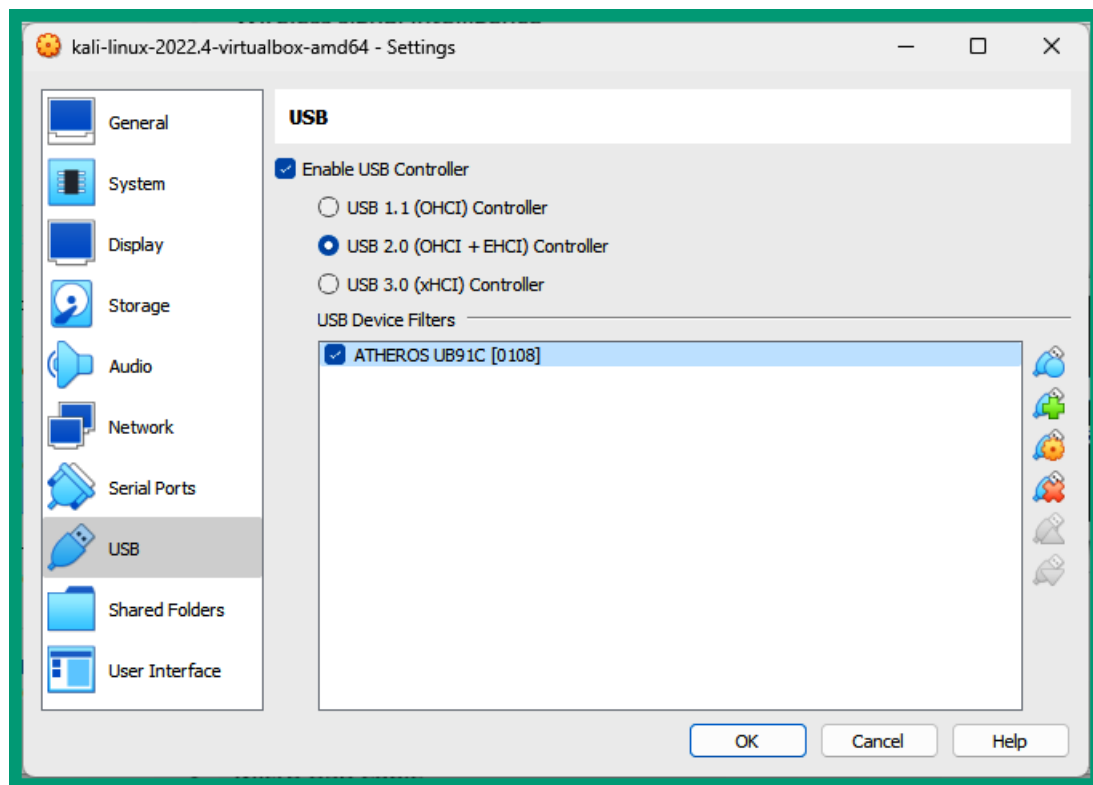 kali-linux-2022.4-virtualbox-amd64 - Settings
General
System
Display
Storage
Audio
Network
Serial Ports
USB
Shared Folders
User Interface
USB
Enable USB Controller
USB 1.1 (OHCI) Controller
USB 2.0 (OHCI + EHCI) Controller
USB 3.0 (xHCI) Controller
USB Device Filters
ATHEROS UB91C [0108]
OK
Cancel
Help